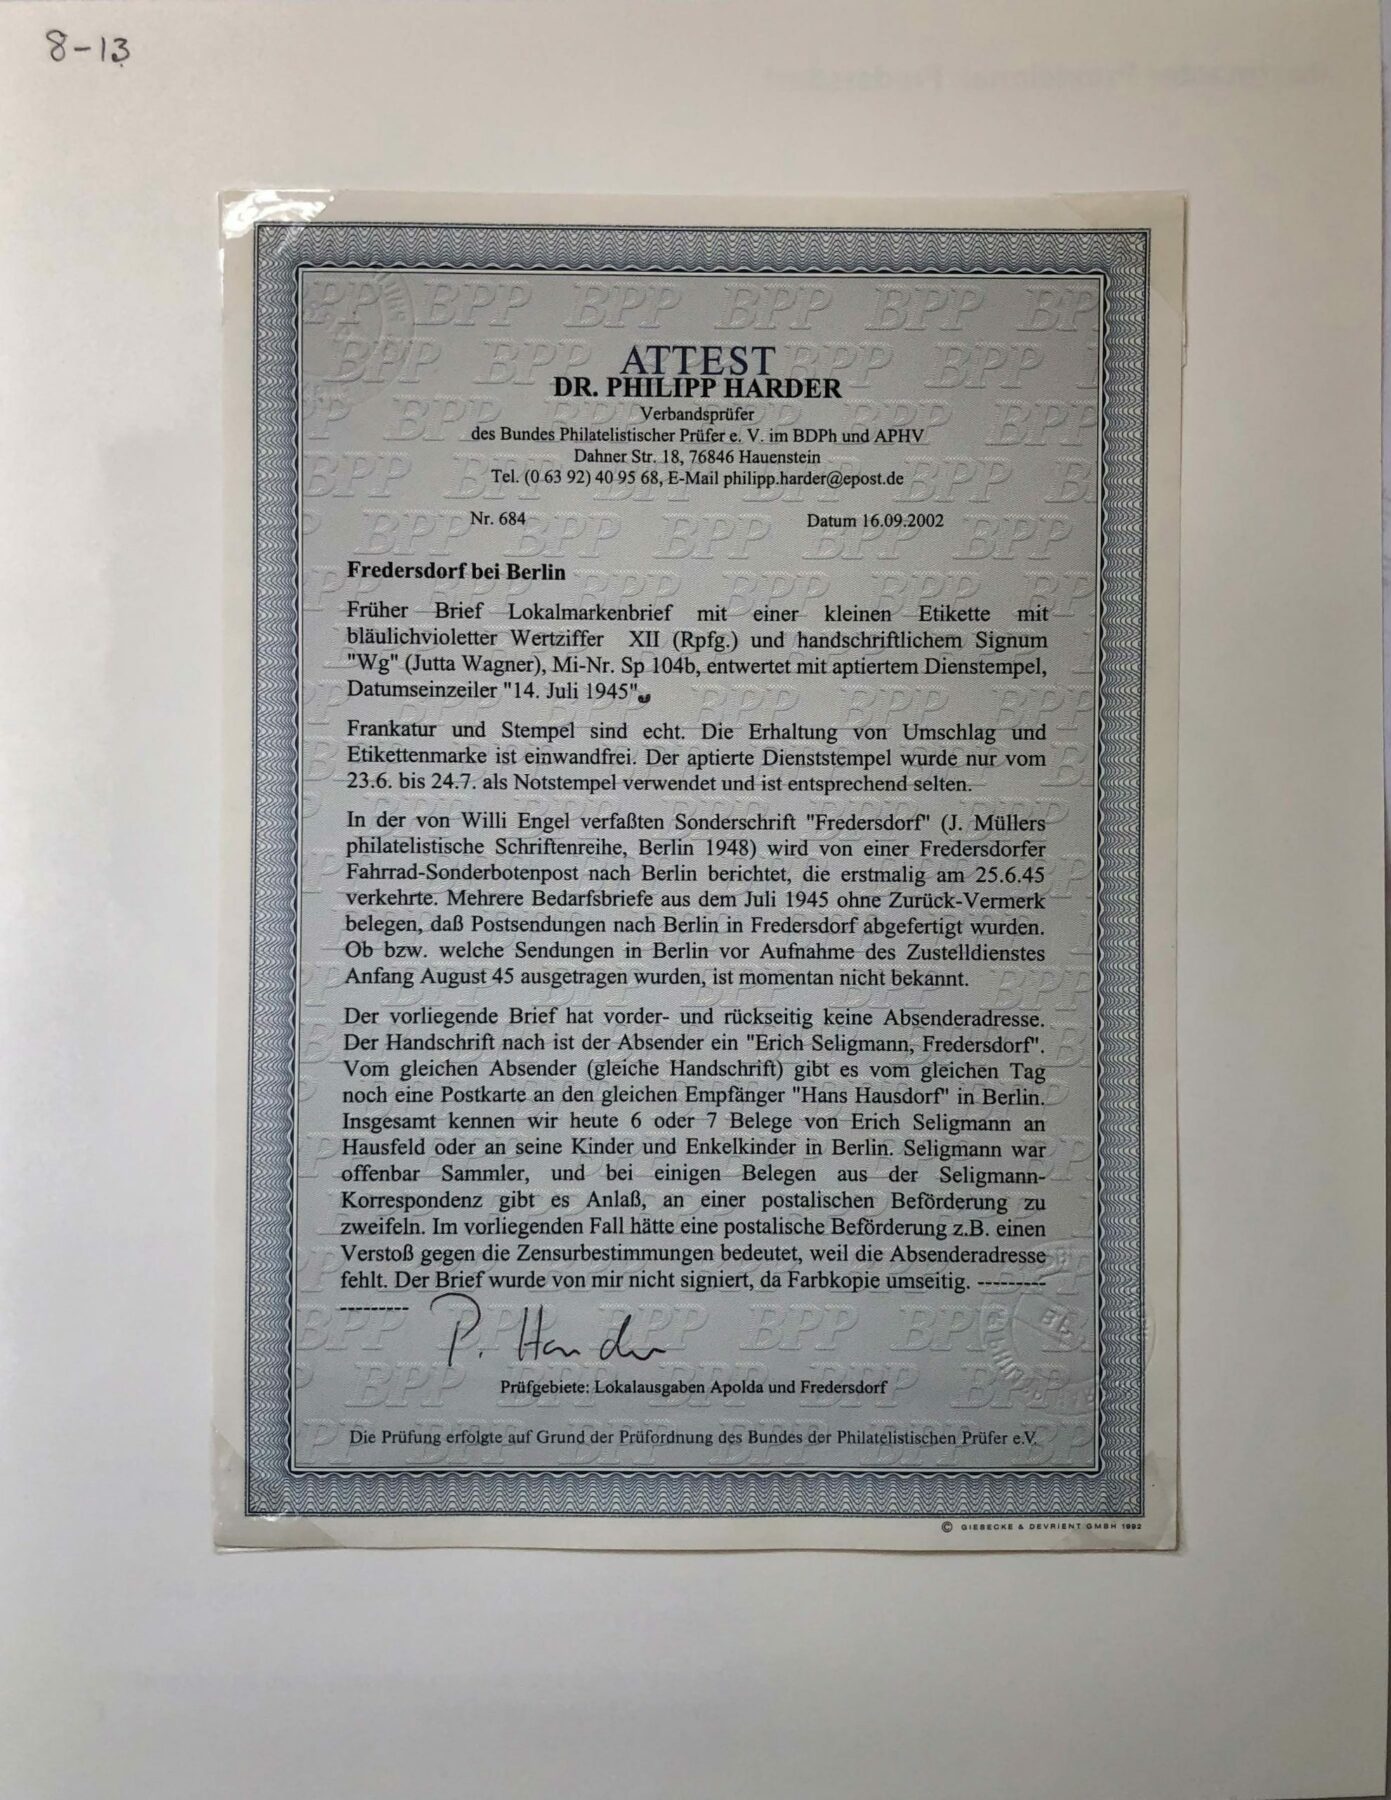 8-13
ATTEST
DR. PHILIPP HARDER
Verbandsprüfer
des Bundes Philatelistischer Prüfer e. V. im BDPh und APHV
Dahner Str. 18, 76846 Hauenstein
Tel. (0 63 92) 40 95 68, E-Mail philipp.harder@epost.de
Nr. 684 Datum 16.09.2002
Fredersdorf bei Berlin
Früher Brief Lokalmarkenbrief mit einer kleinen Etikette mit
bläulichvioletter Wertziffer XII (Rpfg.) und handschriftlichem Signum
"Wg" (Jutta Wagner), Mi-Nr. Sp 104b, entwertet mit aptiertem Dienstempel,
Datumseinzeiler "14. Juli 1945".
Frankatur und Stempel sind echt. Die Erhaltung von Umschlag und
Etikettenmarke ist einwandfrei. Der aptierte Dienststempel wurde nur vom
23.6. bis 24.7. als Notstempel verwendet und ist entsprechend selten.
In der von Willi Engel verfaßten Sonderschrift "Fredersdorf" (J. Müllers
philatelistische Schriftenreihe, Berlin 1948) wird von einer Fredersdorfer
Fahrrad-Sonderbotenpost nach Berlin berichtet, die erstmalig am 25.6.45
verkehrte. Mehrere Bedarfsbriefe aus dem Juli 1945 ohne Zurück-Vermerk
belegen, daß Postsendungen nach Berlin in Fredersdorf abgefertigt wurden.
Ob bzw. welche Sendungen in Berlin vor Aufnahme des Zustelldienstes
Anfang August 45 ausgetragen wurden, ist momentan nicht bekannt.
Der vorliegende Brief hat vorder- und rückseitig keine Absenderadresse.
Der Handschrift nach ist der Absender ein "Erich Seligmann, Fredersdorf".
Vom gleichen Absender (gleiche Handschrift) gibt es vom gleichen Tag
noch eine Postkarte an den gleichen Empfänger "Hans Hausdorf" in Berlin.
Insgesamt kennen wir heute 6 oder 7 Belege von Erich Seligmann an
Hausfeld oder an seine Kinder und Enkelkinder in Berlin. Seligmann war
offenbar Sammler, und bei einigen Belegen aus der Seligmann-
Korrespondenz gibt es Anlaß, an einer postalischen Beförderung zu
zweifeln. Im vorliegenden Fall hätte eine postalische Beförderung z.B. einen
Verstoß gegen die Zensurbestimmungen bedeutet, weil die Absenderadresse
fehlt. Der Brief wurde von mir nicht signiert, da Farbkopie umseitig. ---------
---------
P. Harder
Prüfgebiete: Lokalausgaben Apolda und Fredersdorf
Die Prüfung erfolgte auf Grund der Prüfordnung des Bundes der Philatelistischen Prüfer e.V.
© GIESECKE & DEVRIENT GMBH 1992